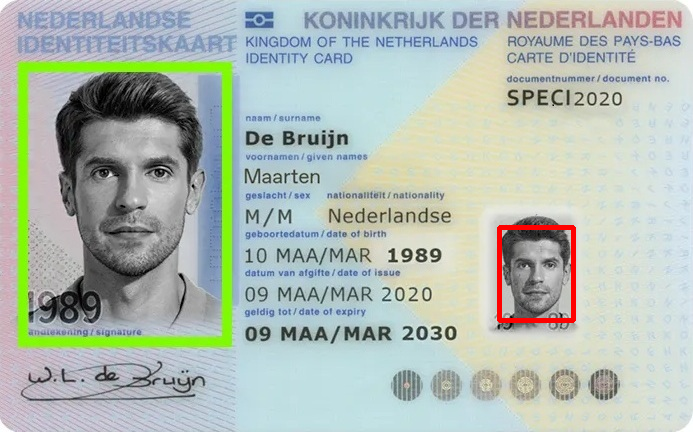 NEDERLANDSE
IDENTITEITSKAART
KONINKRIJK DER NEDERLANDEN
KINGDOM OF THE NETHERLANDS
IDENTITY CARD
ROYAUME DES PAYS-BAS
CARTE D'IDENTITÉ
documentnummer / document no.
SPECI2020
naam / surname
De Bruijn
voornamen / given names
Maarten
geslacht / sex nationaliteit / nationality
M/M Nederlandse
geboortedatum / date of birth
10 MAA/MAR 1989
datum van afgifte / date of issue
09 MAA/MAR 2020
geldig tot / date of expiry
09 MAA/MAR 2030
1989
andtekening / signature
W.L. de Bruijn